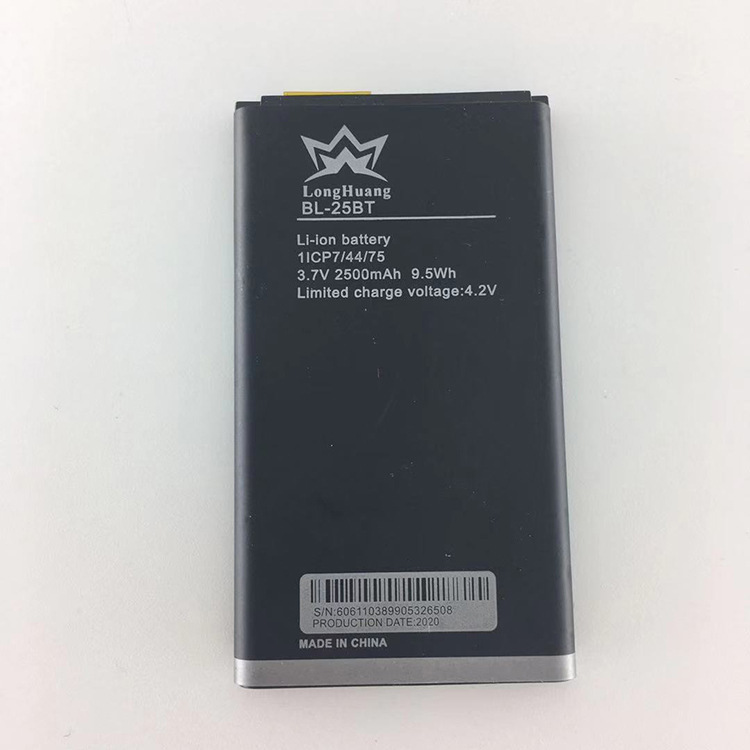 LongHuang
BL-25BT
Li-ion battery
1ICP7/44/75
3.7V 2500mAh 9.5Wh
Limited charge voltage:4.2V
S/N:606110389905326508
PRODUCTION DATE:2020
MADE IN CHINA